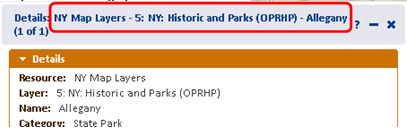 Details: NY Map Layers - 5: NY: Historic and Parks (OPRHP) - Allegany
(1 of 1)
? − ×
Details
Resource: NY Map Layers
Layer: 5: NY: Historic and Parks (OPRHP)
Name: Allegany
Category: State Park